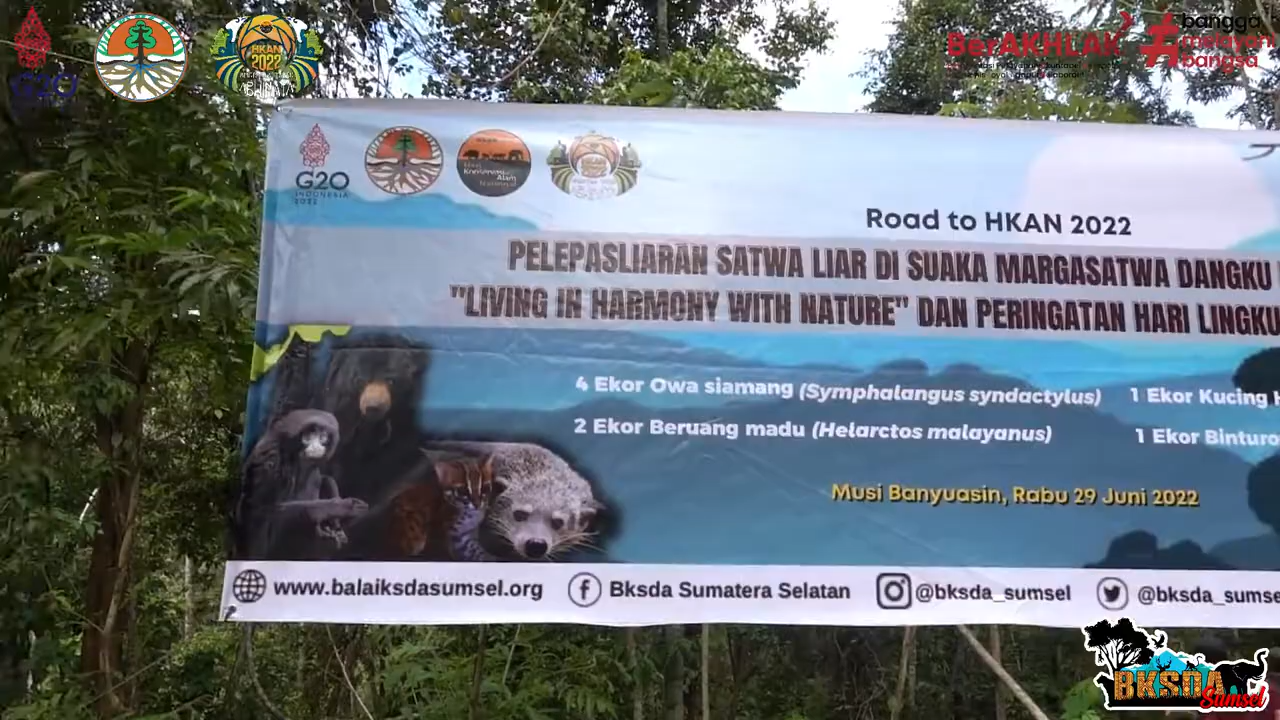 G20
HKAN
2022
BerAKHLAK
bangga
melayani
bangsa
G20
INDONESIA
2022
Road to HKAN 2022
PELEPASLIARAN SATWA LIAR DI SUAKA MARGASATWA DANGKU
"LIVING IN HARMONY WITH NATURE" DAN PERINGATAN HARI LINGKU
4 Ekor Owa siamang (Symphalangus syndactylus) 1 Ekor Kucing H
2 Ekor Beruang madu (Helarctos malayanus) 1 Ekor Binturo
Musi Banyuasin, Rabu 29 Juni 2022
www.balaiksdasumsel.org Bksda Sumatera Selatan @bksda_sumsel @bksda_sumse
BKSDA
Sumsel